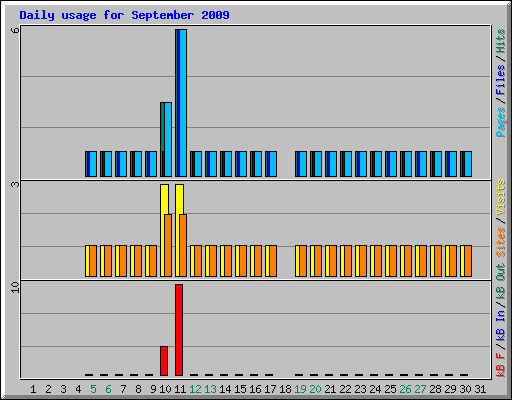 Daily usage for September 2009
6
Pages / Files / Hits
3
Sites / Visits
10
kB F / kB In / kB Out
1 2 3 4 5 6 7 8 9 10 11 12 13 14 15 16 17 18 19 20 21 22 23 24 25 26 27 28 29 30 31